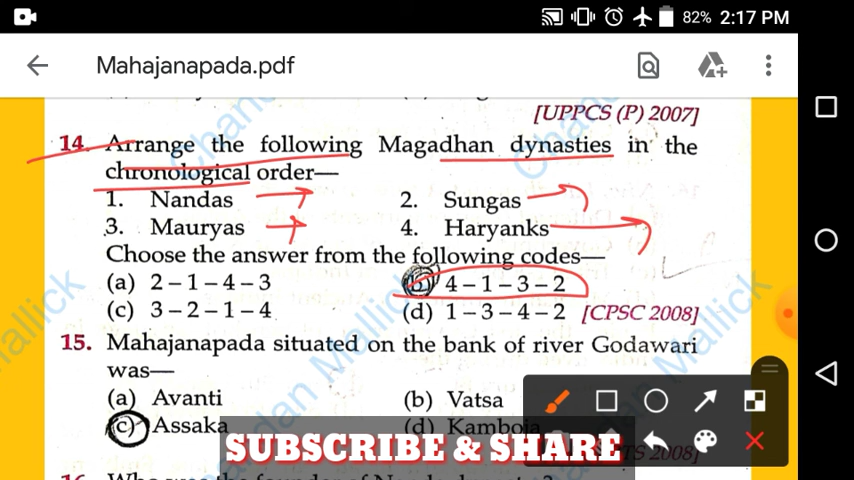 82% 2:17 PM
Mahajanapada.pdf
[UPPCS (P) 2007]
14. Arrange the following Magadhan dynasties in the
chronological order—
1. Nandas 2. Sungas
3. Mauryas 4. Haryanks
Choose the answer from the following codes—
(a) 2 – 1 – 4 – 3 (b) 4 – 1 – 3 – 2
(c) 3 – 2 – 1 – 4 (d) 1 – 3 – 4 – 2 [CPSC 2008]
15. Mahajanapada situated on the bank of river Godawari
was—
(a) Avanti (b) Vatsa
(c) Assaka (d) Kamboja
SUBSCRIBE & SHARE
2008]